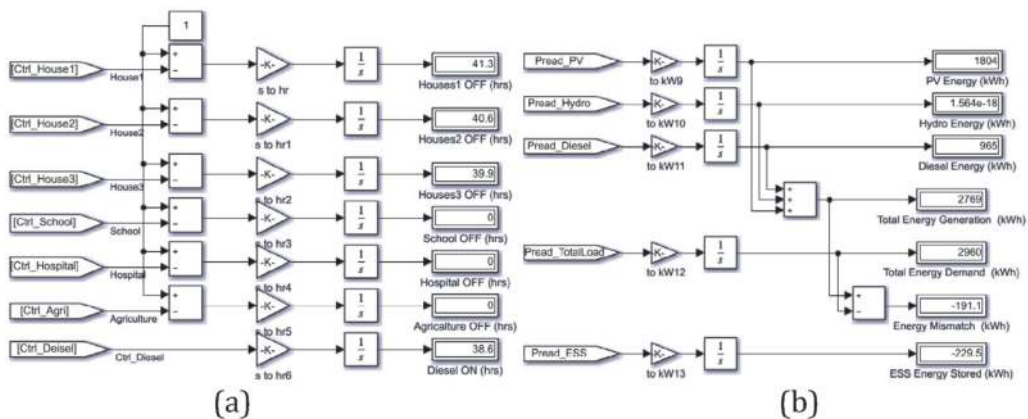 1
[Ctrl_House1] House1 + − -K- s to hr 1/s 41.3 Houses1 OFF (hrs)
[Ctrl_House2] House2 + − -K- s to hr1 1/s 40.6 Houses2 OFF (hrs)
[Ctrl_House3] House3 + − -K- s to hr2 1/s 39.9 Houses3 OFF (hrs)
[Ctrl_School] School + − -K- s to hr3 1/s 0 School OFF (hrs)
[Ctrl_Hospital] Hospital + − -K- s to hr4 1/s 0 Hospital OFF (hrs)
[Ctrl_Agri] Agriculture + − -K- s to hr5 1/s 0 Agricalture OFF (hrs)
[Ctrl_Deisel] Ctrl_Diesel -K- s to hr6 1/s 38.6 Diesel ON (hrs)
(a)
Pread_PV -K- to kW9 1/s 1804 PV Energy (kWh)
Pread_Hydro -K- to kW10 1/s 1.564e-18 Hydro Energy (kWh)
Pread_Diesel -K- to kW11 1/s 965 Diesel Energy (kWh)
+ + + 2769 Total Energy Generation (kWh)
Pread_TotalLoad -K- to kW12 1/s 2960 Total Energy Demand (kWh)
+ − -191.1 Energy Mismatch (kWh)
Pread_ESS -K- to kW13 1/s -229.5 ESS Energy Stored (kWh)
(b)